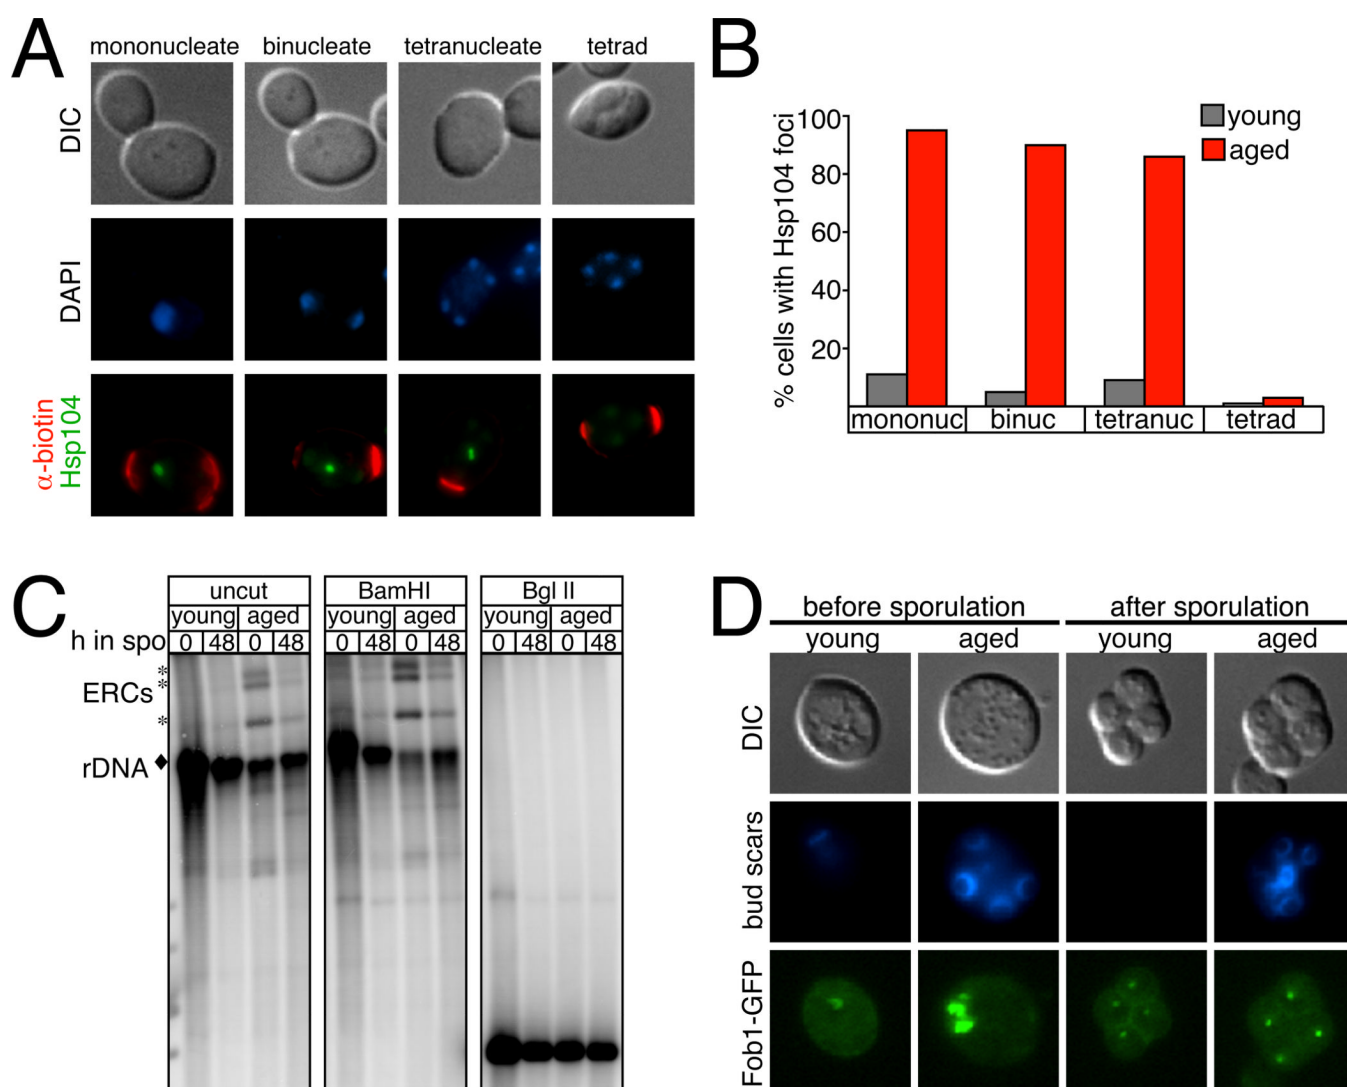 A
mononucleate binucleate tetranucleate tetrad
DIC
DAPI
α-biotin
Hsp104
B
% cells with Hsp104 foci
100
80
60
40
20
young
aged
mononuc binuc tetranuc tetrad
C
uncut BamHI Bgl II
young aged young aged young aged
h in spo 0 48 0 48 0 48 0 48 0 48 0 48
*
ERCs *
*
rDNA ♦
D
before sporulation after sporulation
young aged young aged
DIC
bud scars
Fob1-GFP